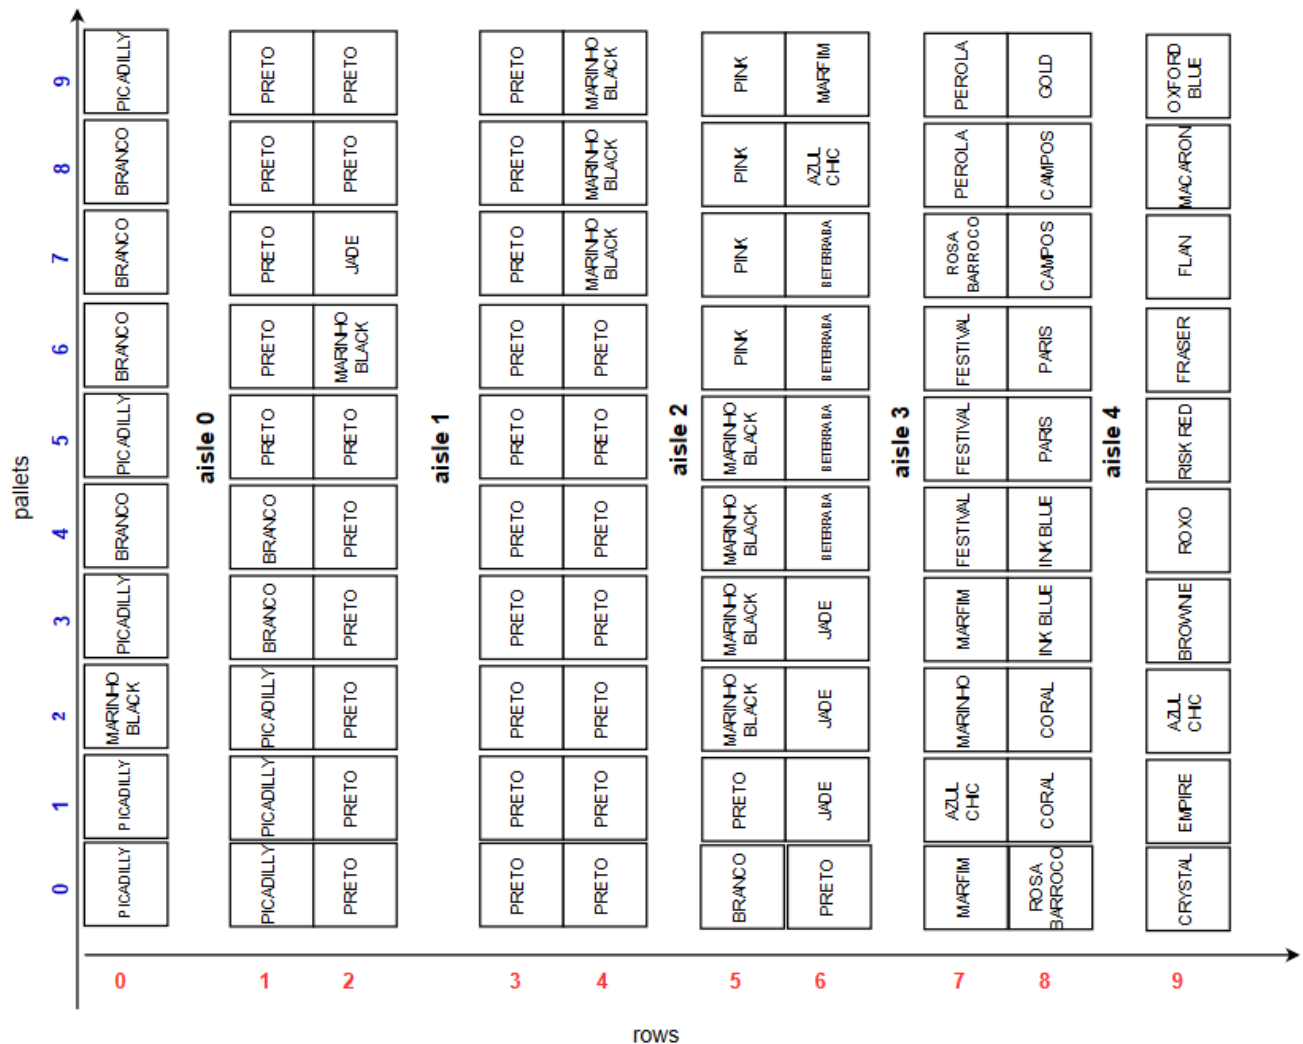 9
PICADILLY
PRETO
PRETO
PRETO
MARINHO
BLACK
PINK
MARFIM
PEROLA
GOLD
OXFORD
BLUE
8
BRANCO
PRETO
PRETO
PRETO
MARINHO
BLACK
PINK
AZUL
CHIC
PEROLA
CAMPOS
MACARON
7
BRANCO
PRETO
JADE
PRETO
MARINHO
BLACK
PINK
BETERRABA
ROSA
BARROCO
CAMPOS
FLAN
6
BRANCO
PRETO
MARINHO
BLACK
PRETO
PRETO
PINK
BETERRABA
FESTIVAL
PARIS
FRASER
5
PICADILLY
aisle 0
PRETO
PRETO
aisle 1
PRETO
PRETO
aisle 2
MARINHO
BLACK
BETERRABA
aisle 3
FESTIVAL
PARIS
aisle 4
RISK RED
pallets
4
BRANCO
BRANCO
PRETO
PRETO
PRETO
MARINHO
BLACK
BETERRABA
FESTIVAL
INK BLUE
ROXO
3
PICADILLY
BRANCO
PRETO
PRETO
PRETO
MARINHO
BLACK
JADE
MARFIM
INK BLUE
BROWNIE
2
MARINHO
BLACK
PICADILLY
PRETO
PRETO
PRETO
MARINHO
BLACK
JADE
MARINHO
CORAL
AZUL
CHIC
1
PICADILLY
PICADILLY
PRETO
PRETO
PRETO
PRETO
JADE
AZUL
CHIC
CORAL
EMPIRE
0
PICADILLY
PICADILLY
PRETO
PRETO
PRETO
BRANCO
PRETO
MARFIM
ROSA
BARROCO
CRYSTAL
0 1 2 3 4 5 6 7 8 9
rows